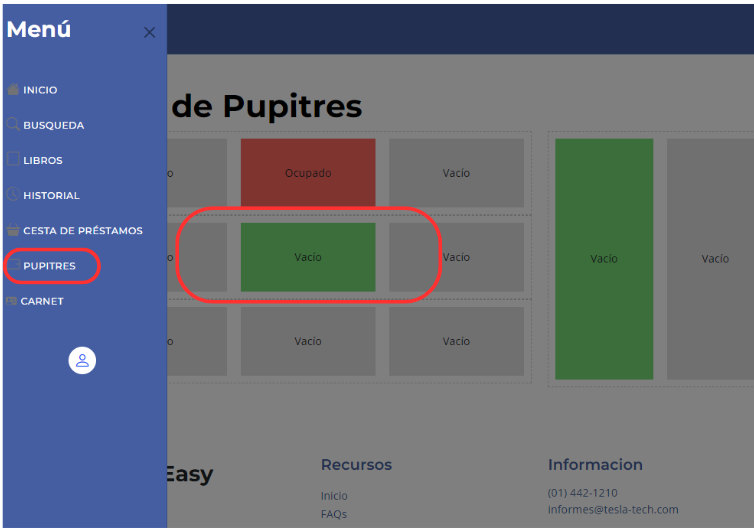 Menú
INICIO
BUSQUEDA
LIBROS
HISTORIAL
CESTA DE PRÉSTAMOS
PUPITRES
CARNET
de Pupitres
o Ocupado Vacío
o Vacío Vacío
o Vacío Vacío
Vacío Vacío
Easy
Recursos
Inicio
FAQs
Informacion
(01) 442-1210
informes@tesla-tech.com